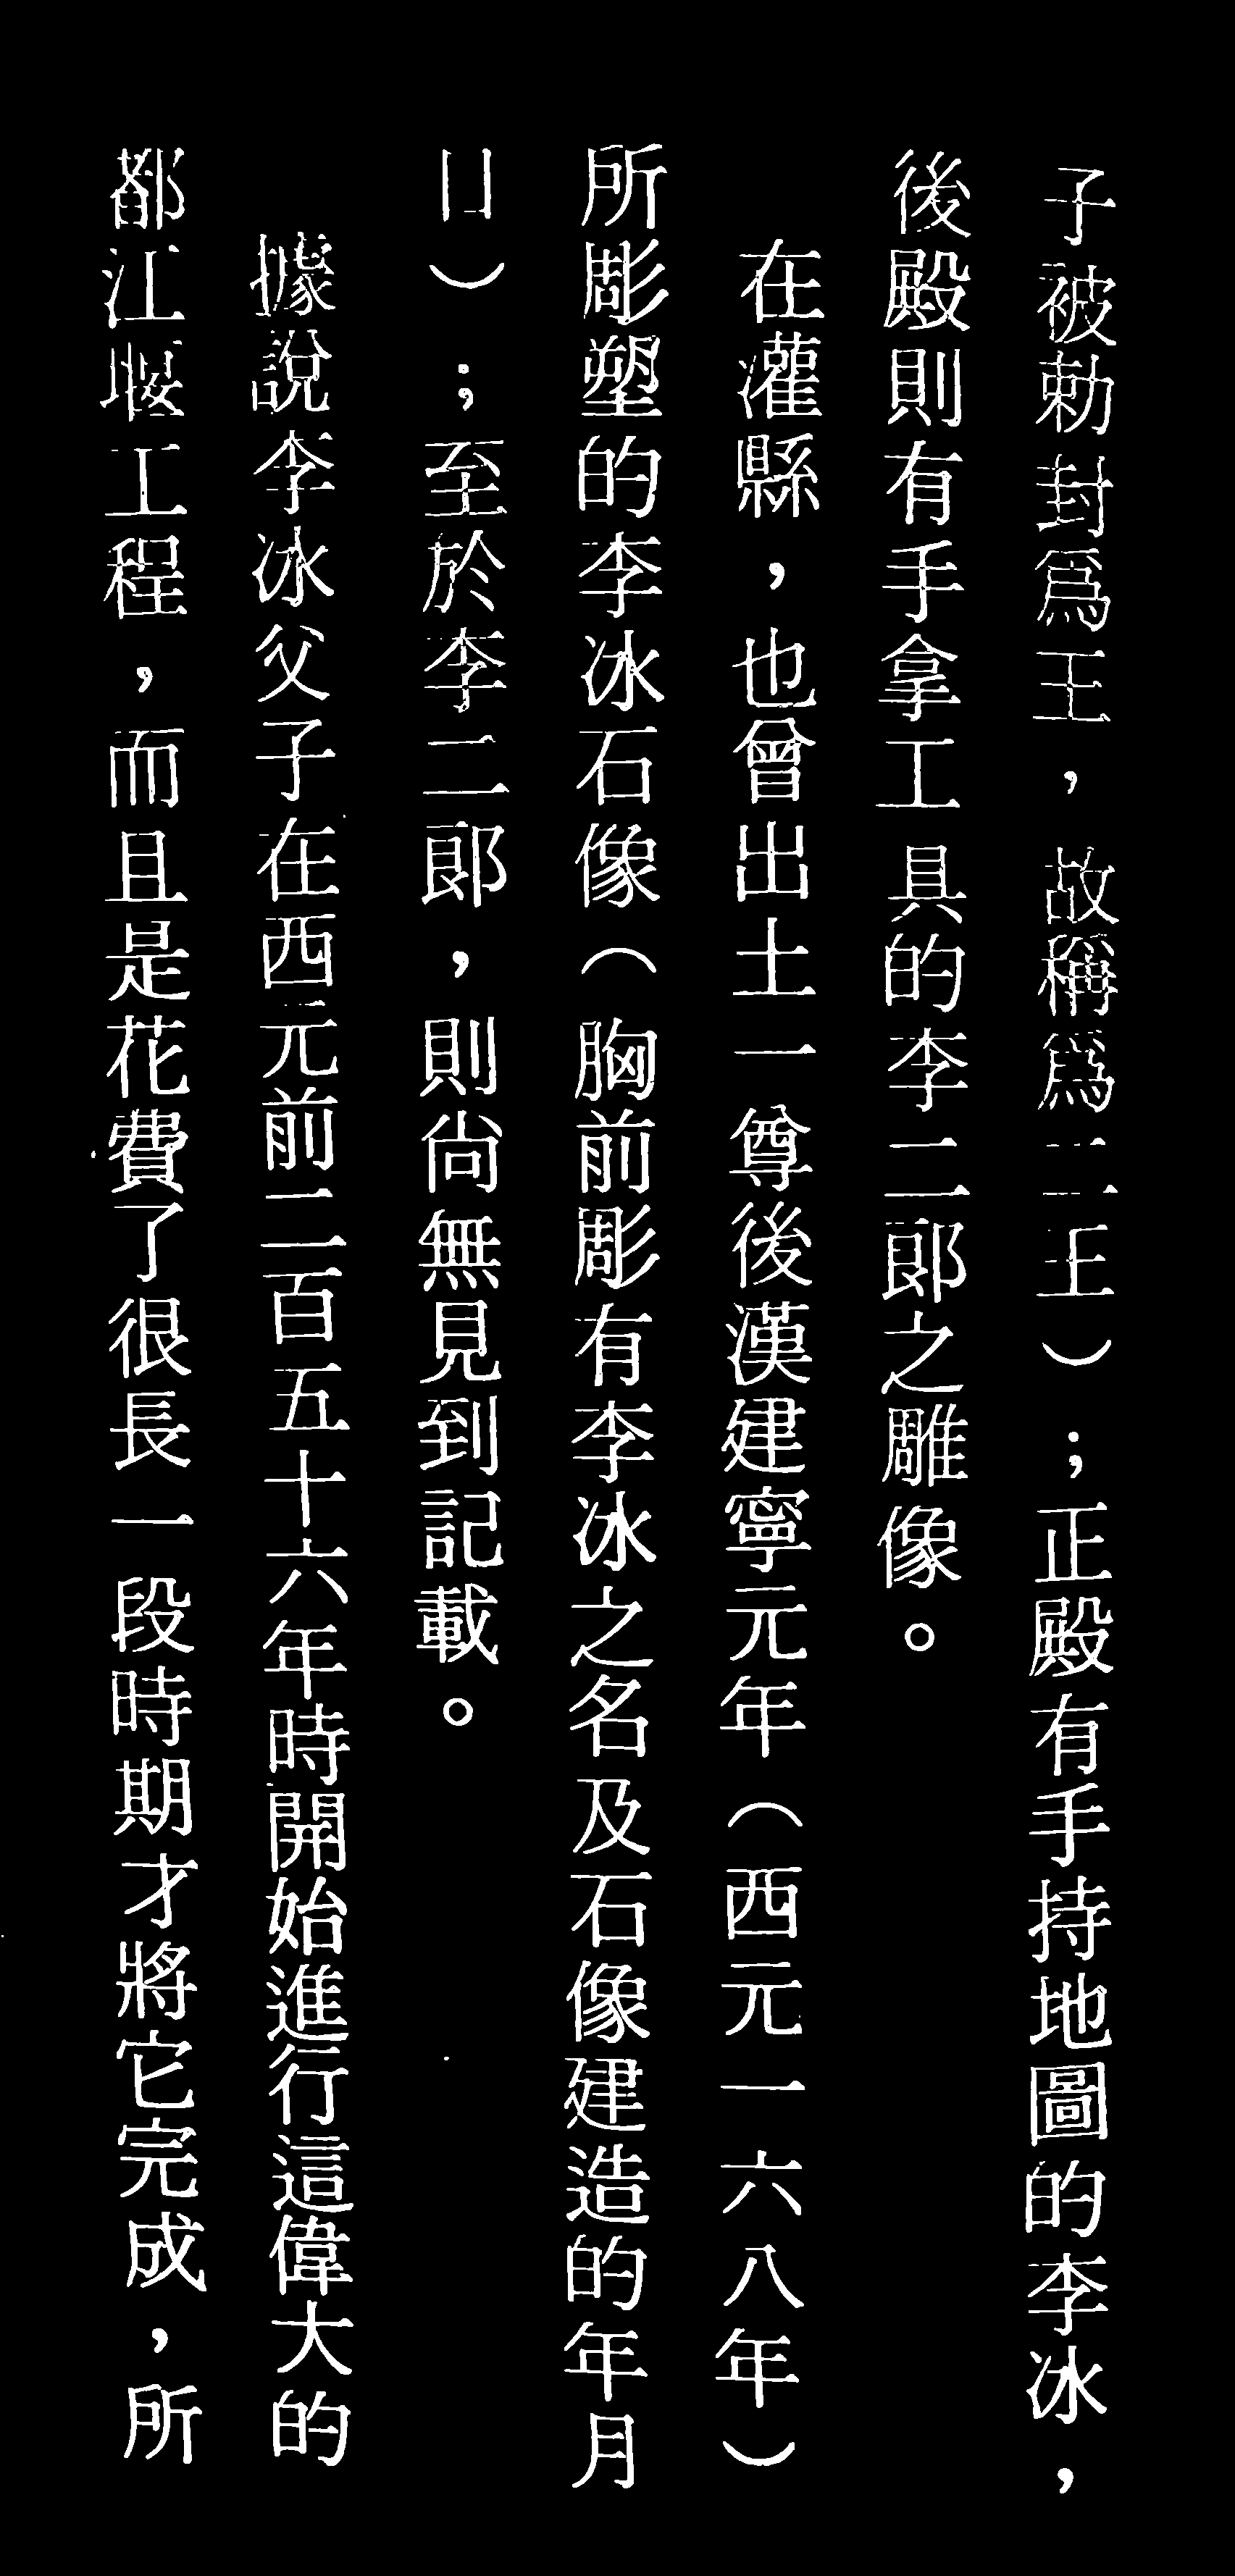 子被勅封爲王，故稱爲二王）；正殿有手持地圖的李冰，
後殿則有手拿工具的李二郎之雕像。
在灌縣，也曾出土一尊後漢建寧元年（西元一六八年）
所彫塑的李冰石像（胸前彫有李冰之名及石像建造的年月
日）；至於李二郎，則尚無見到記載。
據說李冰父子在西元前二百五十六年時開始進行這偉大的
都江堰工程，而且是花費了很長一段時期才將它完成，所